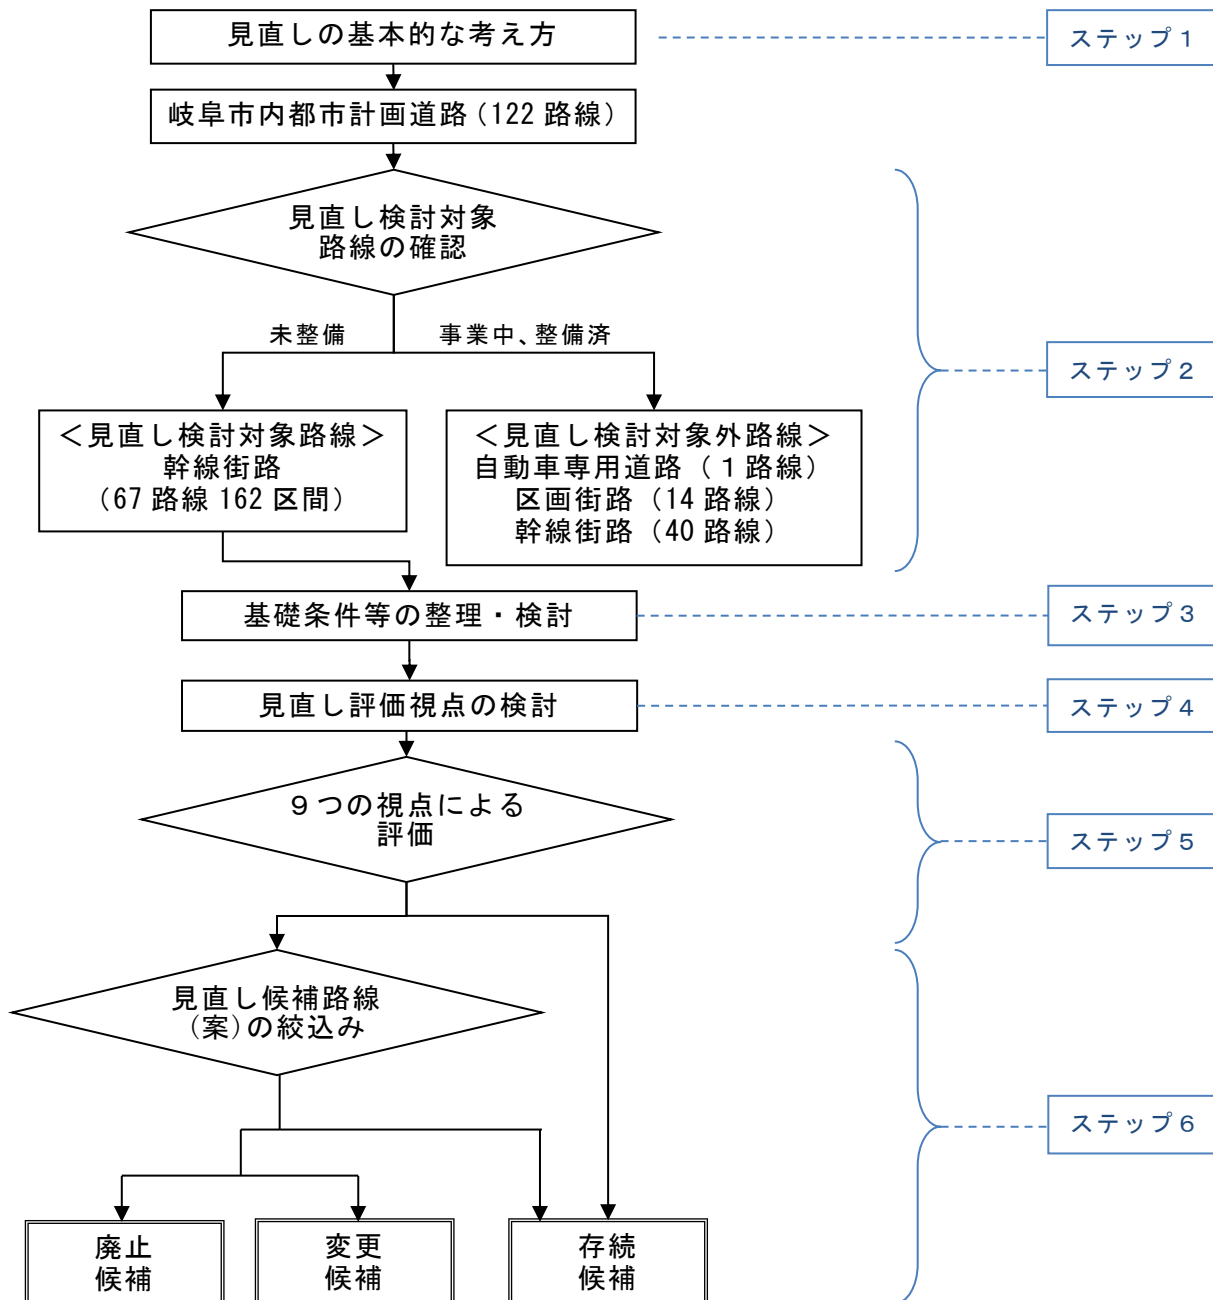 見直しの基本的な考え方
ステップ1
岐阜市内都市計画道路(122 路線)
見直し検討対象
路線の確認
未整備
事業中、整備済
ステップ2
<見直し検討対象路線>
幹線街路
(67 路線 162 区間)
<見直し検討対象外路線>
自動車専用道路(1路線)
区画街路(14 路線)
幹線街路(40 路線)
基礎条件等の整理・検討
ステップ3
見直し評価視点の検討
ステップ4
9つの視点による
評価
ステップ5
見直し候補路線
(案)の絞込み
ステップ6
廃止
候補
変更
候補
存続
候補